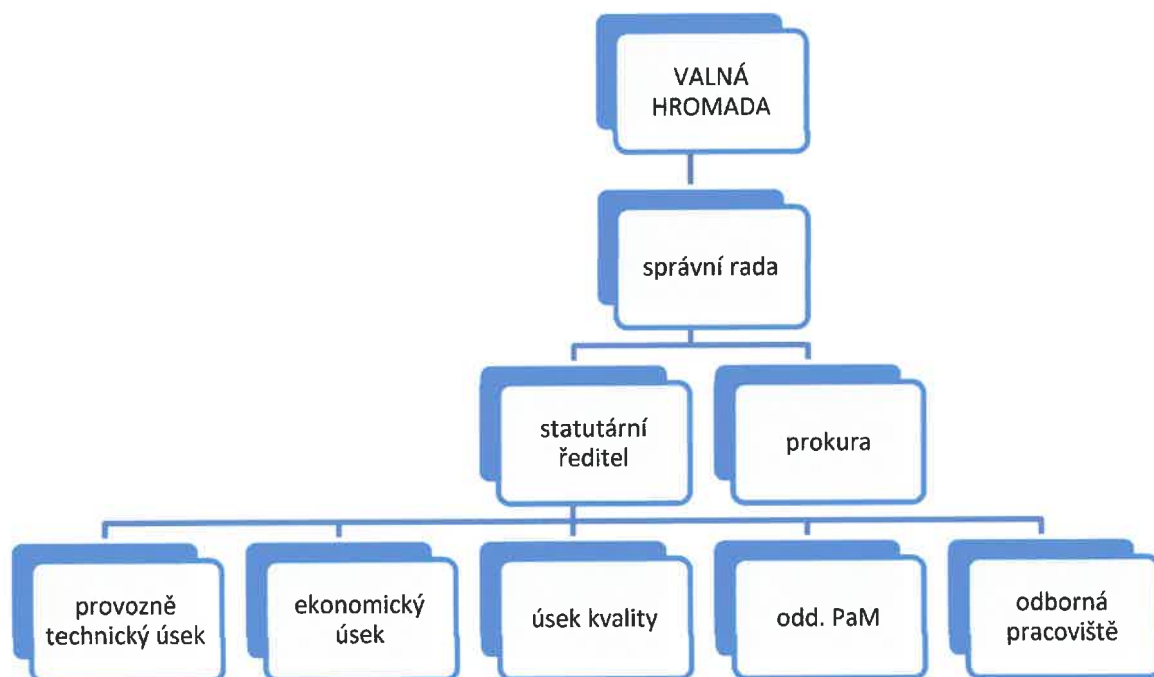 VALNÁ
HROMADA
správní rada
statutární
ředitel
prokura
provozně
technický úsek
ekonomický
úsek
úsek kvality
odd. PaM
odborná
pracoviště